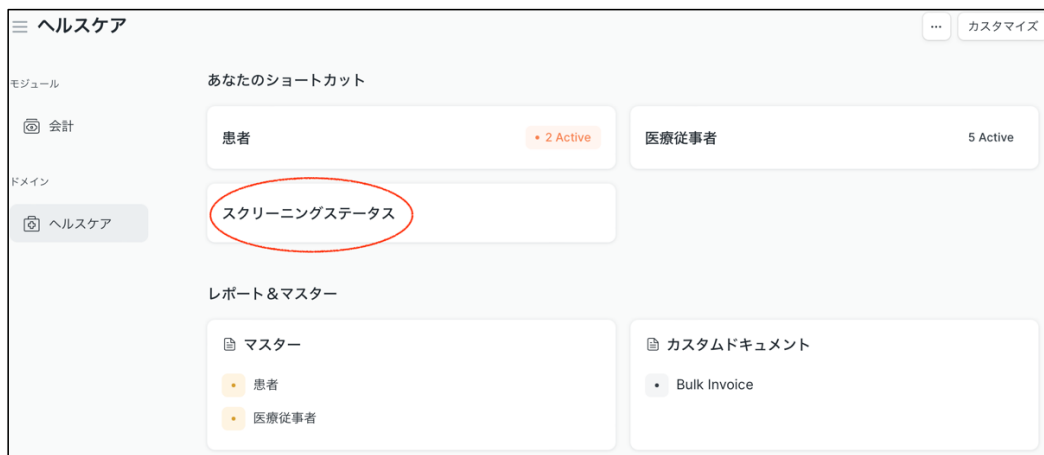 ヘルスケア
... カスタマイズ
モジュール
会計
ドメイン
ヘルスケア
あなたのショートカット
患者 • 2 Active
医療従事者 5 Active
スクリーニングステータス
レポート＆マスター
マスター
• 患者
• 医療従事者
カスタムドキュメント
• Bulk Invoice